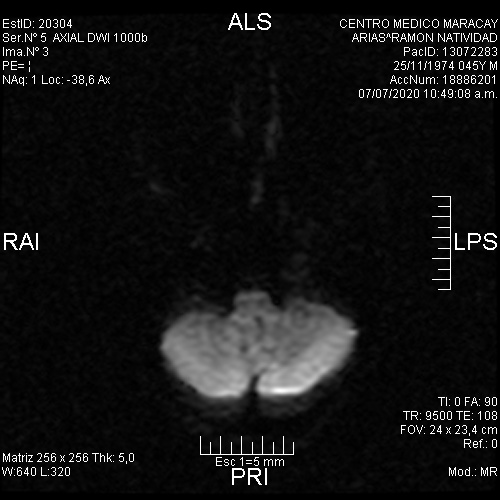 EstID: 20304
Ser.Nº 5 AXIAL DWI 1000b
Ima.Nº 3
PE= ¦
NAq: 1 Loc: -38,6 Ax
ALS
CENTRO MEDICO MARACAY
ARIAS^RAMON NATIVIDAD
PacID: 13072283
25/11/1974 045Y M
AccNum: 18886201
07/07/2020 10:49:08 a.m.
RAI
LPS
TI: 0 FA: 90
TR: 9500 TE: 108
FOV: 24 x 23,4 cm
Ref.: 0
Matriz 256 x 256 Thk: 5,0
W:640 L:320
Esc 1=5 mm
PRI
Mod.: MR